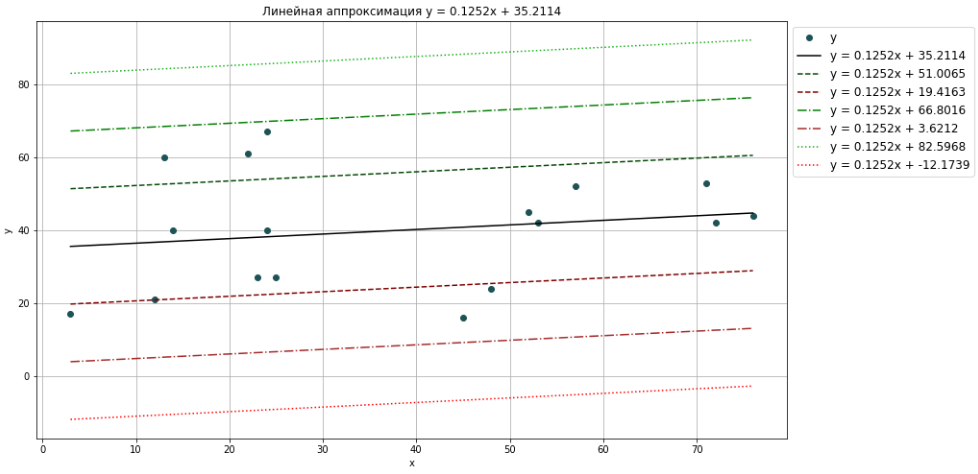 Линейная аппроксимация y = 0.1252x + 35.2114
y
y = 0.1252x + 35.2114
y = 0.1252x + 51.0065
y = 0.1252x + 19.4163
y = 0.1252x + 66.8016
y = 0.1252x + 3.6212
y = 0.1252x + 82.5968
y = 0.1252x + -12.1739
80
60
40
20
0
y
0 10 20 30 40 50 60 70
x